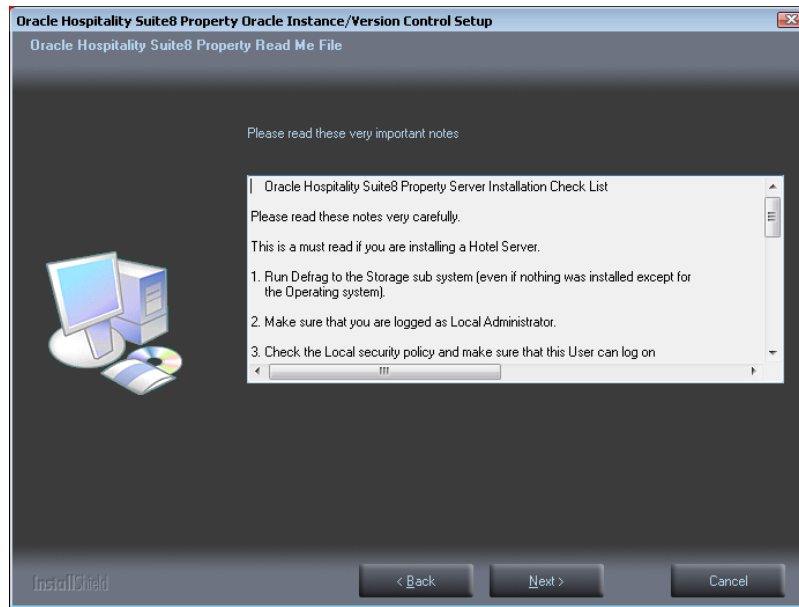 Oracle Hospitality Suite8 Property Oracle Instance/Version Control Setup
Oracle Hospitality Suite8 Property Read Me File
Please read these very important notes
Oracle Hospitality Suite8 Property Server Installation Check List
Please read these notes very carefully.
This is a must read if you are installing a Hotel Server.
1. Run Defrag to the Storage sub system (even if nothing was installed except for
the Operating system).
2. Make sure that you are logged as Local Administrator.
3. Check the Local security policy and make sure that this User can log on
InstallShield
< Back
Next >
Cancel